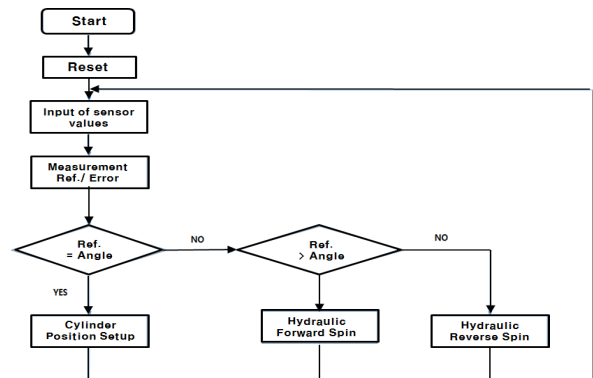 Start
Reset
Input of sensor
values
Measurement
Ref./ Error
Ref.
= Angle
NO
Ref.
> Angle
NO
YES
Cylinder
Position Setup
Hydraulic
Forward Spin
Hydraulic
Reverse Spin